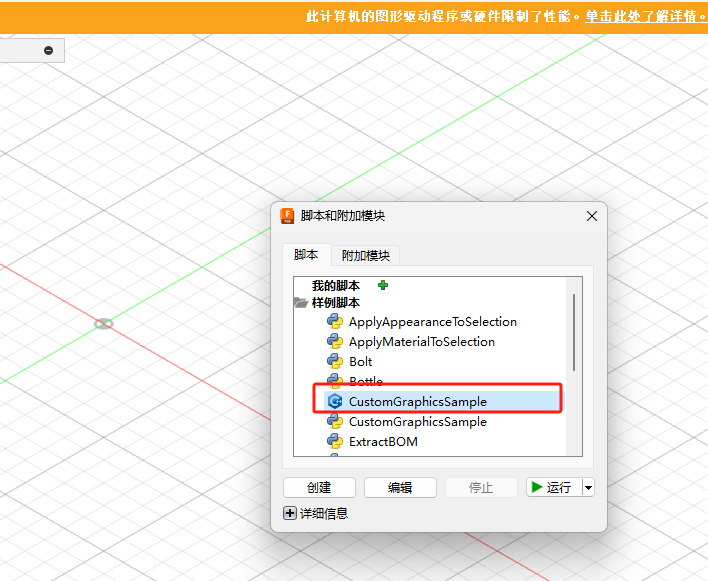 此计算机的图形驱动程序或硬件限制了性能。单击此处了解详情。
脚本和附加模块
脚本 附加模块
我的脚本
样例脚本
ApplyAppearanceToSelection
ApplyMaterialToSelection
Bolt
Bottle
CustomGraphicsSample
CustomGraphicsSample
ExtractBOM
创建 编辑 停止 运行
详细信息